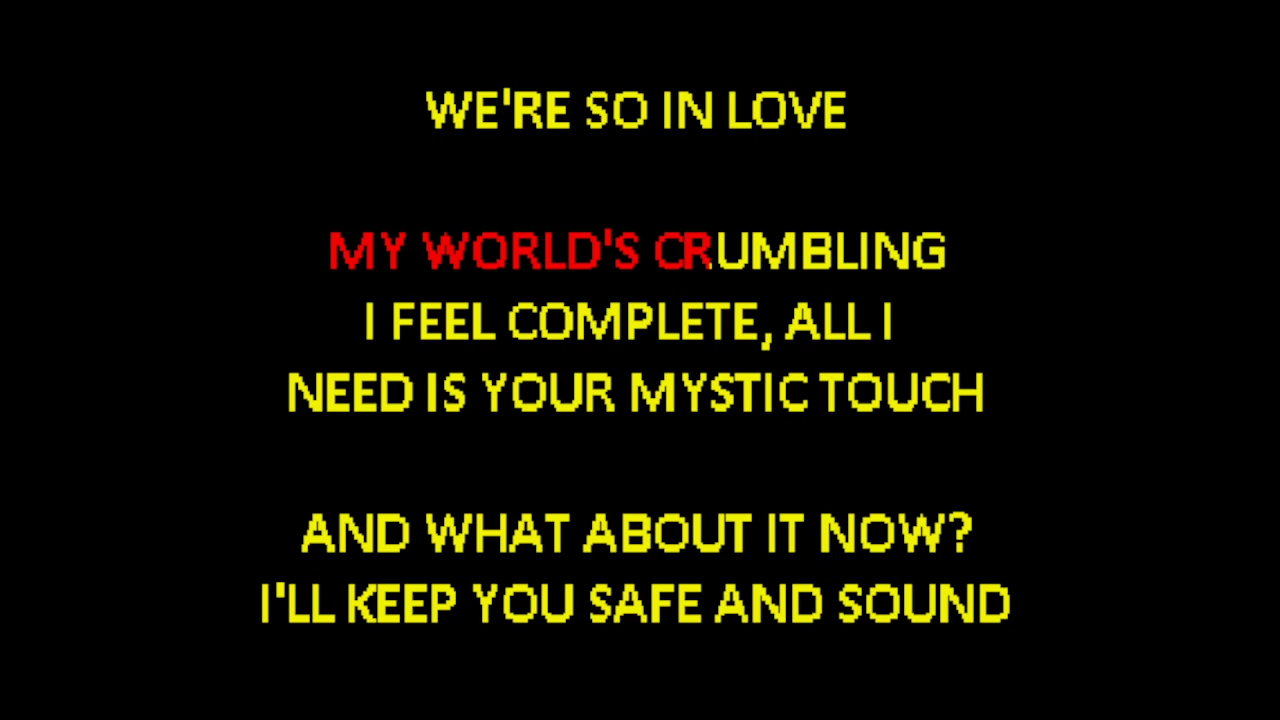 WE'RE SO IN LOVE
MY WORLD'S CRUMBLING
I FEEL COMPLETE, ALL I
NEED IS YOUR MYSTIC TOUCH
AND WHAT ABOUT IT NOW?
I'LL KEEP YOU SAFE AND SOUND